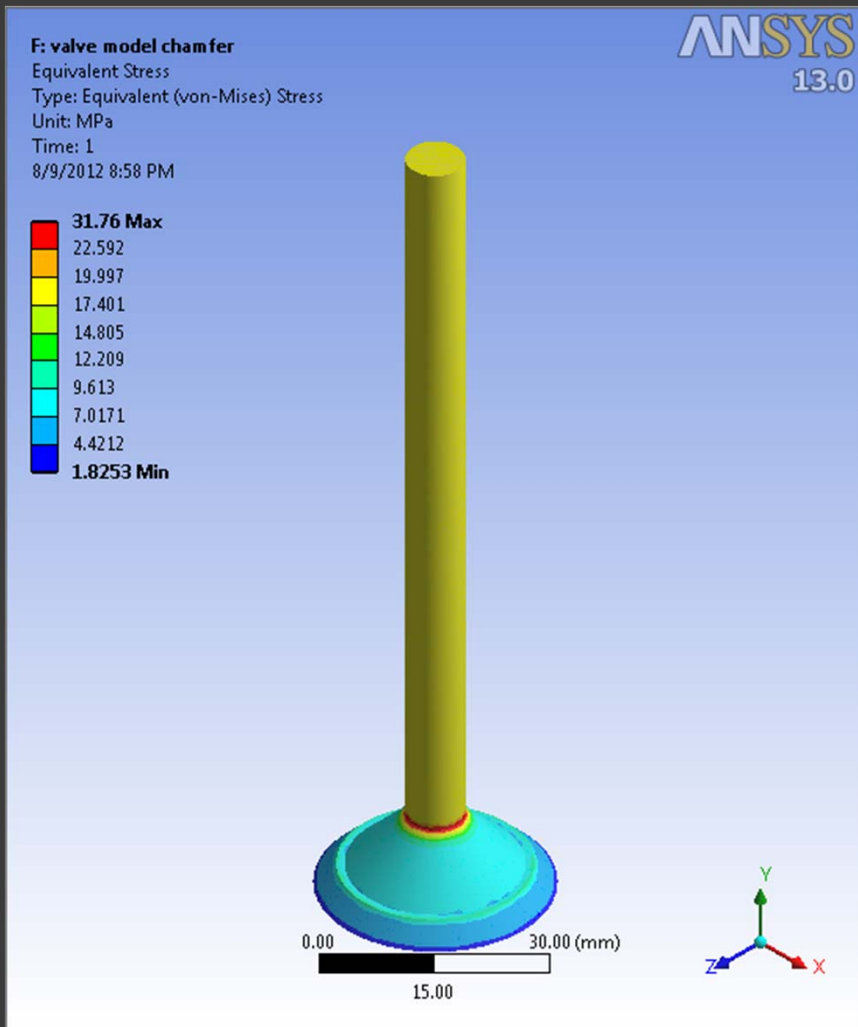 F: valve model chamfer
Equivalent Stress
Type: Equivalent (von-Mises) Stress
Unit: MPa
Time: 1
8/9/2012 8:58 PM
ANSYS
13.0
31.76 Max
22.592
19.997
17.401
14.805
12.209
9.613
7.0171
4.4212
1.8253 Min
0.00
30.00 (mm)
15.00
Y
Z
X